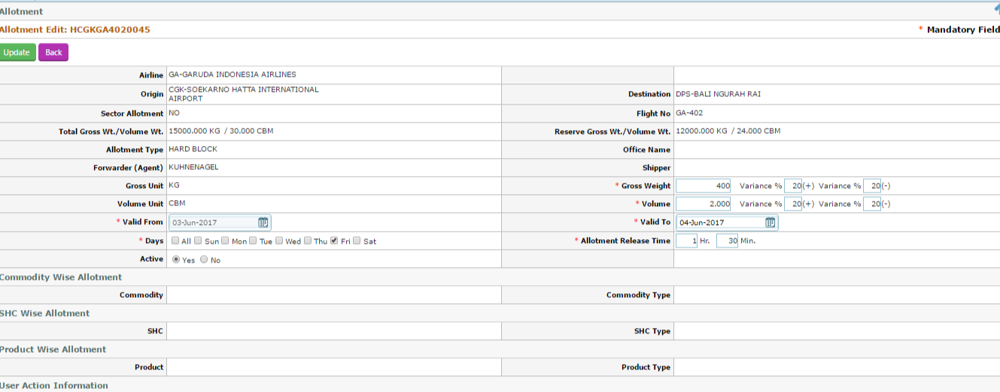 Allotment
Allotment Edit: HCGKGA4020045 * Mandatory Field
Update Back
Airline GA-GARUDA INDONESIA AIRLINES
Origin CGK-SOEKARNO HATTA INTERNATIONAL AIRPORT Destination DPS-BALI NGURAH RAI
Sector Allotment NO Flight No GA-402
Total Gross Wt./Volume Wt. 15000.000 KG / 30.000 CBM Reserve Gross Wt./Volume Wt. 12000.000 KG / 24.000 CBM
Allotment Type HARD BLOCK Office Name
Forwarder (Agent) KUHNENAGEL Shipper
Gross Unit KG * Gross Weight 400 Variance % 20(+) Variance % 20(-)
Volume Unit CBM * Volume 2.000 Variance % 20(+) Variance % 20(-)
* Valid From 03-Jun-2017 * Valid To 04-Jun-2017
* Days All Sun Mon Tue Wed Thu Fri Sat * Allotment Release Time 1 Hr. 30 Min.
Active Yes No
Commodity Wise Allotment
Commodity Commodity Type
SHC Wise Allotment
SHC SHC Type
Product Wise Allotment
Product Product Type
User Action Information